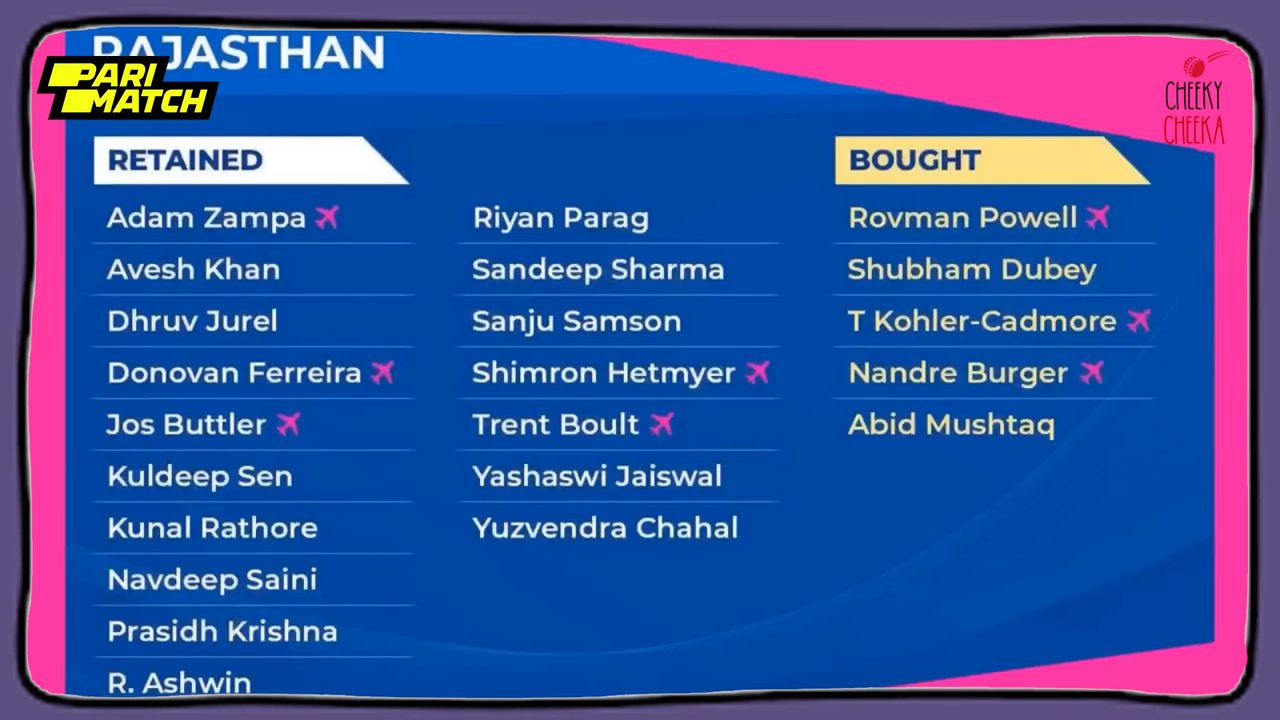 RAJASTHAN
PARI
MATCH
CHEEKY
CHEEKA
RETAINED
Adam Zampa
Avesh Khan
Dhruv Jurel
Donovan Ferreira
Jos Buttler
Kuldeep Sen
Kunal Rathore
Navdeep Saini
Prasidh Krishna
R. Ashwin
Riyan Parag
Sandeep Sharma
Sanju Samson
Shimron Hetmyer
Trent Boult
Yashaswi Jaiswal
Yuzvendra Chahal
BOUGHT
Rovman Powell
Shubham Dubey
T Kohler-Cadmore
Nandre Burger
Abid Mushtaq